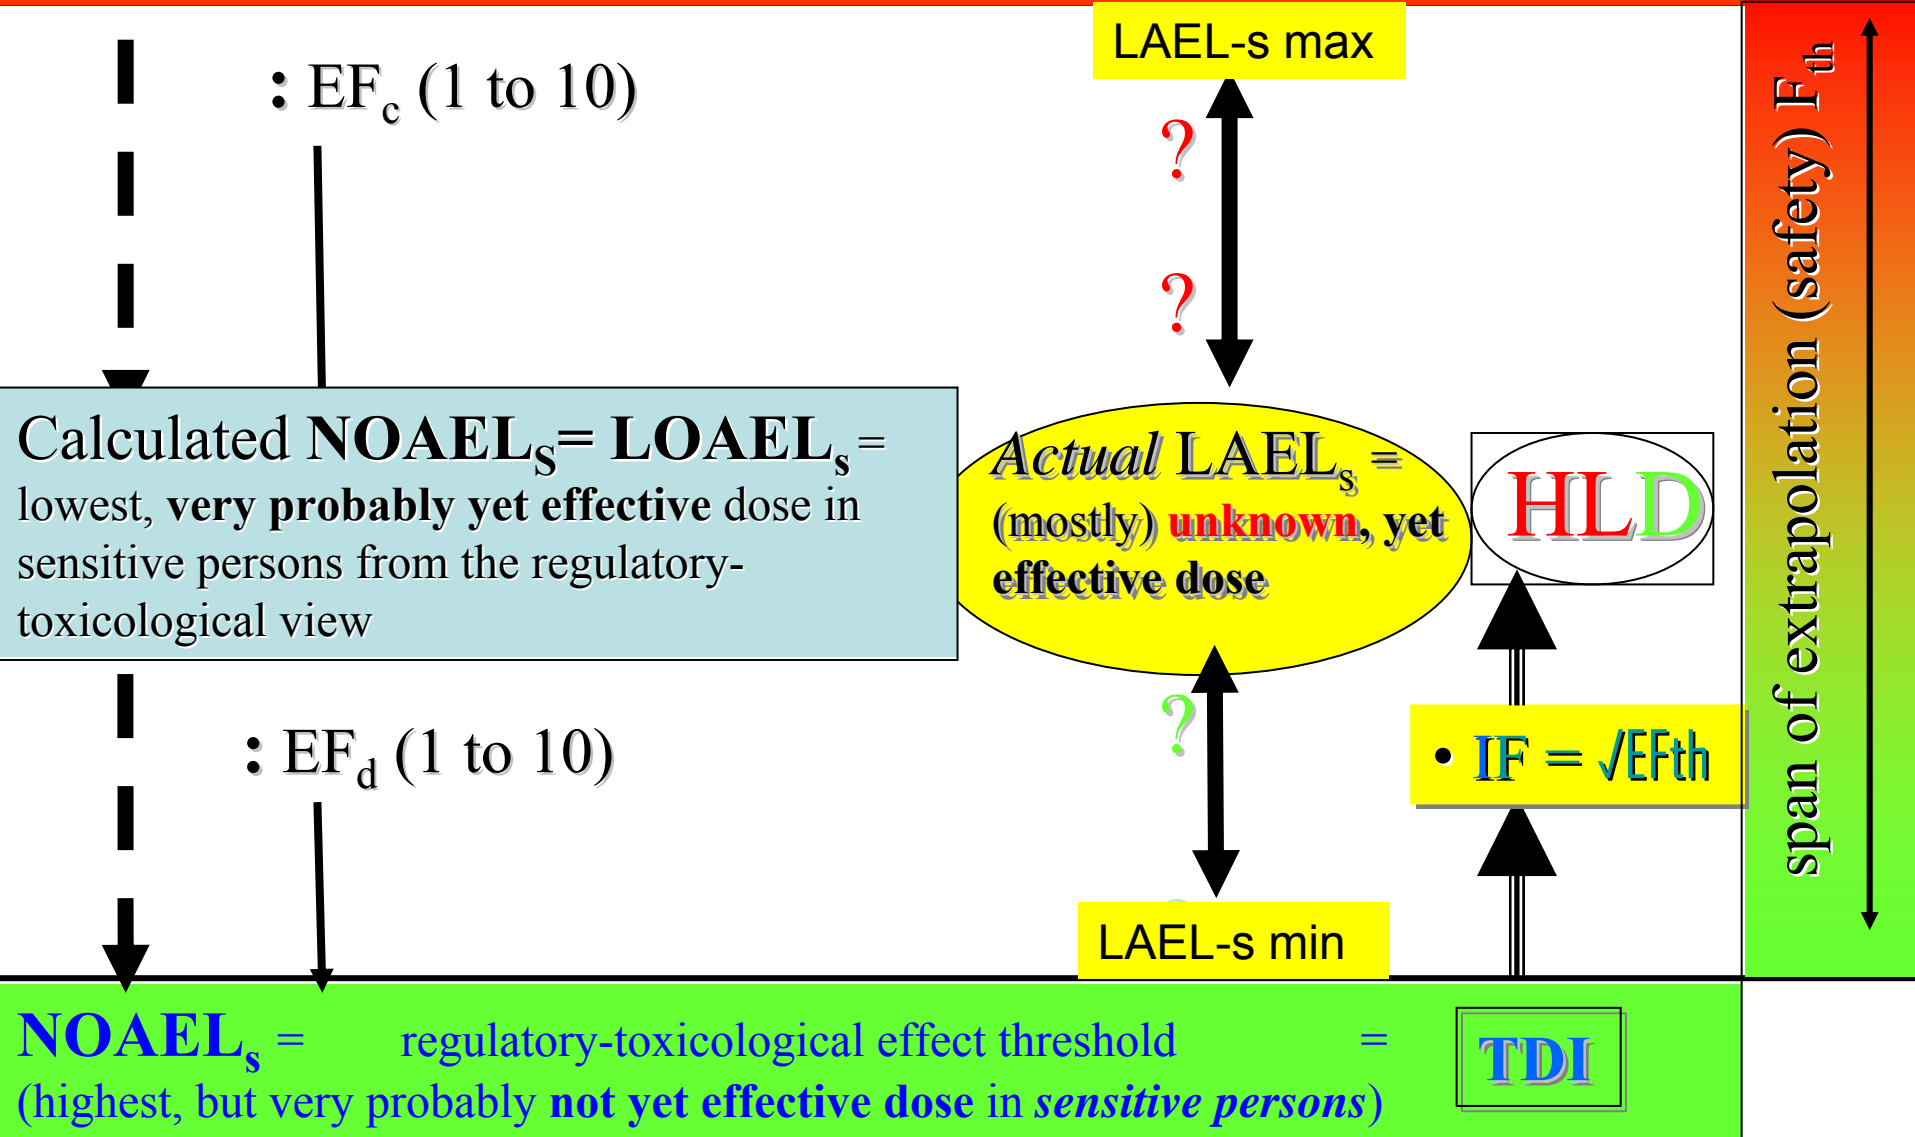 : EFc (1 to 10)
LAEL-s max
?
?
Calculated NOAELS= LOAELs =
lowest, very probably yet effective dose in
sensitive persons from the regulatory-
toxicological view
Actual LAELs =
(mostly) unknown, yet
effective dose
HLD
: EFd (1 to 10)
?
• IF = √EFth
LAEL-s min
NOAELs = regulatory-toxicological effect threshold =
(highest, but very probably not yet effective dose in sensitive persons)
TDI
span of extrapolation (safety) Fth